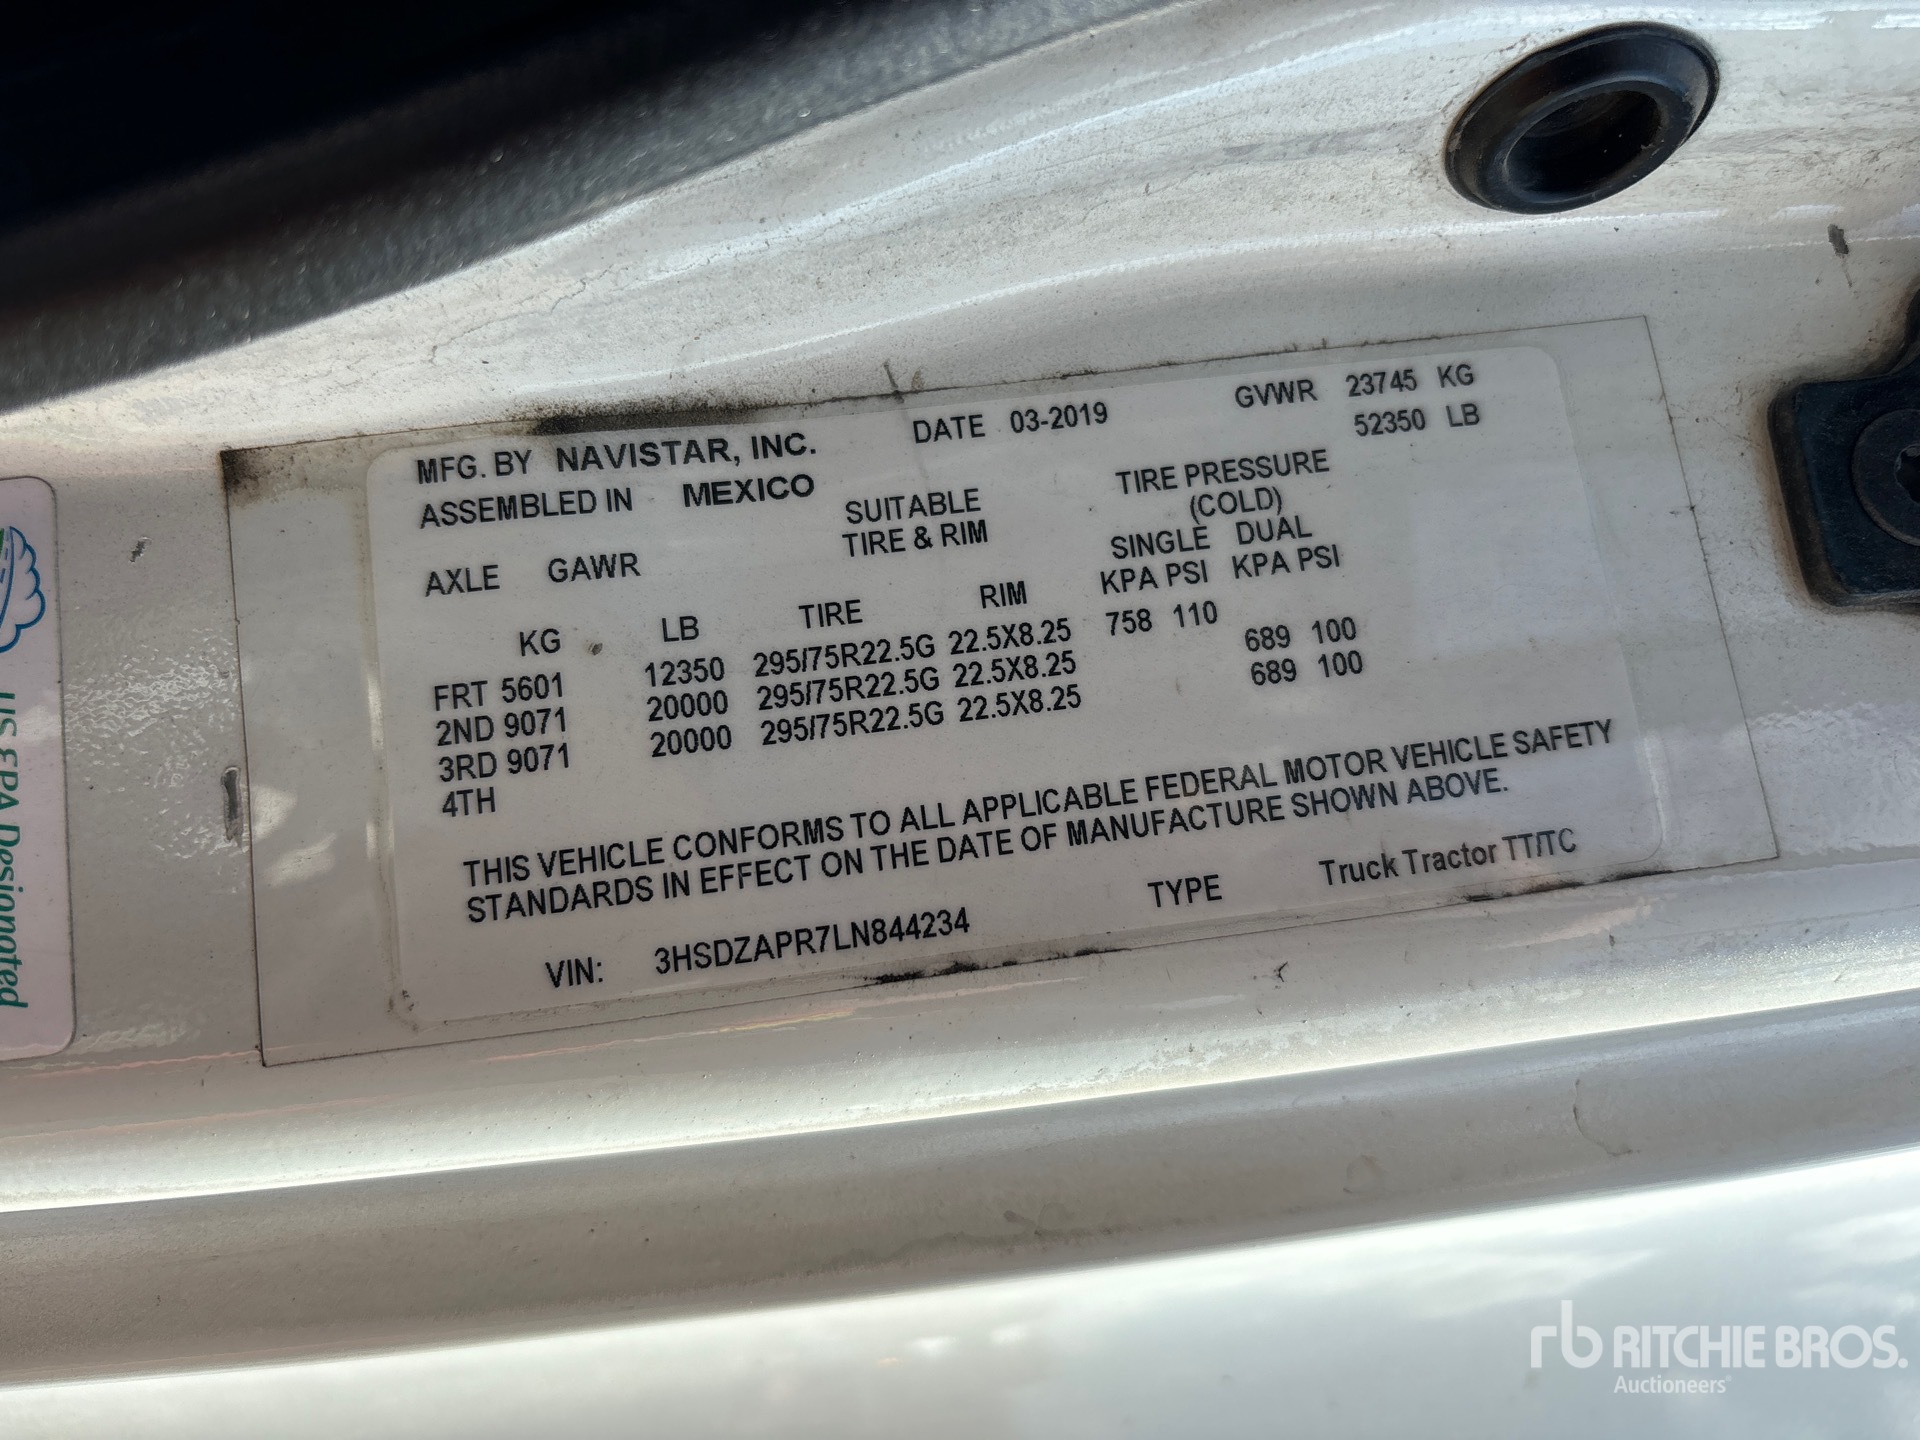 MFG. BY NAVISTAR, INC. DATE 03-2019 GVWR 23745 KG
52350 LB
ASSEMBLED IN MEXICO
SUITABLE TIRE PRESSURE
TIRE & RIM (COLD)
AXLE GAWR SINGLE DUAL
KG LB TIRE RIM KPA PSI KPA PSI
FRT 5601 12350 295/75R22.5G 22.5X8.25 758 110
2ND 9071 20000 295/75R22.5G 22.5X8.25 689 100
3RD 9071 20000 295/75R22.5G 22.5X8.25 689 100
4TH
THIS VEHICLE CONFORMS TO ALL APPLICABLE FEDERAL MOTOR VEHICLE SAFETY
STANDARDS IN EFFECT ON THE DATE OF MANUFACTURE SHOWN ABOVE.
VIN: 3HSDZAPR7LN844234 TYPE Truck Tractor TT/TC
US EPA Designated
rb RITCHIE BROS.
Auctioneers